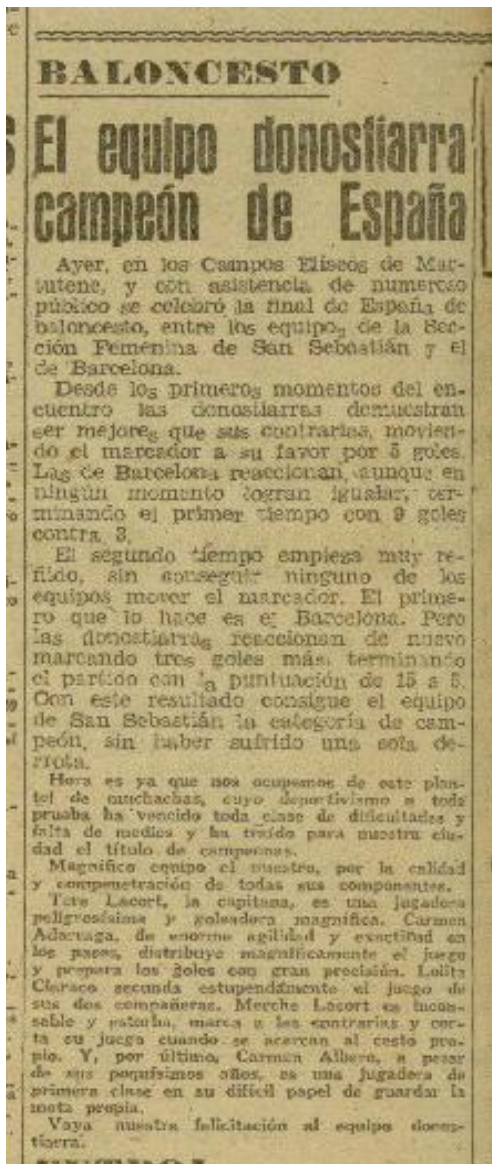 BALONCESTO
El equipo donostiarra
campeón de España
Ayer, en los Campos Elíseos de Mar-
tutene, y con asistencia de numeroso
público se celebró la final de España de
baloncesto, entre los equipos de la Sec-
ción Femenina de San Sebastián y el
de Barcelona.
Desde los primeros momentos del en-
cuentro las donostiarras demuestran
ser mejores que sus contrarias, movien-
do el marcador a su favor por 5 goles.
Las de Barcelona reaccionan, aunque en
ningún momento logran igualar, ter-
minando el primer tiempo con 9 goles
contra 3.
El segundo tiempo empieza muy re-
ñido, sin conseguir ninguno de los
equipos mover el marcador. El prime-
ro que lo hace es el Barcelona. Pero
las donostiarras reaccionan de nuevo
marcando tres goles más, terminando
el partido con la puntuación de 15 a 5.
Con este resultado consigue el equipo
de San Sebastián la categoría de cam-
peón, sin haber sufrido una sola de-
rrota.
Hora es ya que nos ocupemos de este plan-
tel de muchachas, cuyo deportivismo a toda
prueba ha vencido toda clase de dificultades y
falta de medios y ha traído para nuestra ciu-
dad el título de campeonas.
Magnífico equipo el nuestro, por la calidad
y compenetración de todas sus componentes.
Tere Lacort, la capitana, es una jugadora
peligrosísima y goleadora magnífica. Carmen
Adarraga, de enorme agilidad y exactitud en
los pases, distribuye magníficamente el juego
y prepara los goles con gran precisión. Lolita
Claraco secunda estupendamente el juego de
sus dos compañeras. Merche Lacort es incan-
sable y estorba, marca a las contrarias y cor-
ta su juego cuando se acercan al cesto pro-
pio. Y, por último, Carmen Albero, a pesar
de sus poquísimos años, es una jugadora de
primera clase en su difícil papel de guardar la
meta propia.
Vaya nuestra felicitación al equipo donos-
tiarra.